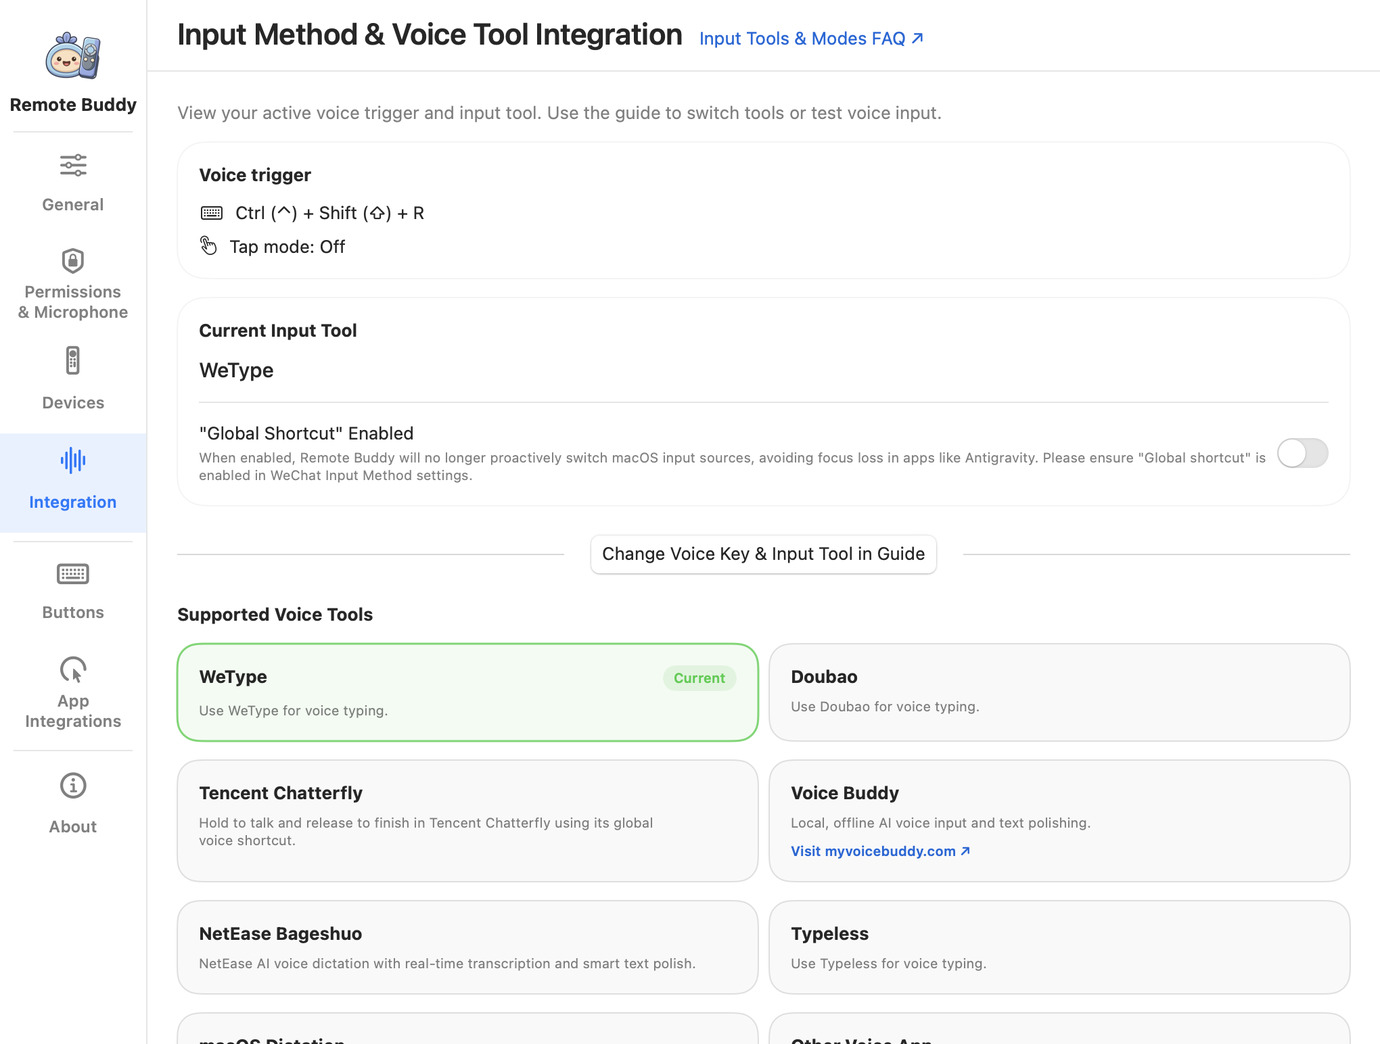 Input Method & Voice Tool Integration
Input Tools & Modes FAQ ↗
Remote Buddy
General
Permissions
& Microphone
Devices
Integration
Buttons
App
Integrations
About
View your active voice trigger and input tool. Use the guide to switch tools or test voice input.
Voice trigger
Ctrl (^) + Shift (⇧) + R
Tap mode: Off
Current Input Tool
WeType
"Global Shortcut" Enabled
When enabled, Remote Buddy will no longer proactively switch macOS input sources, avoiding focus loss in apps like Antigravity. Please ensure "Global shortcut" is
enabled in WeChat Input Method settings.
Change Voice Key & Input Tool in Guide
Supported Voice Tools
WeType
Current
Use WeType for voice typing.
Doubao
Use Doubao for voice typing.
Tencent Chatterfly
Hold to talk and release to finish in Tencent Chatterfly using its global
voice shortcut.
Voice Buddy
Local, offline AI voice input and text polishing.
Visit myvoicebuddy.com ↗
NetEase Bageshuo
NetEase AI voice dictation with real-time transcription and smart text polish.
Typeless
Use Typeless for voice typing.
macOS Dictation
Other Voice App